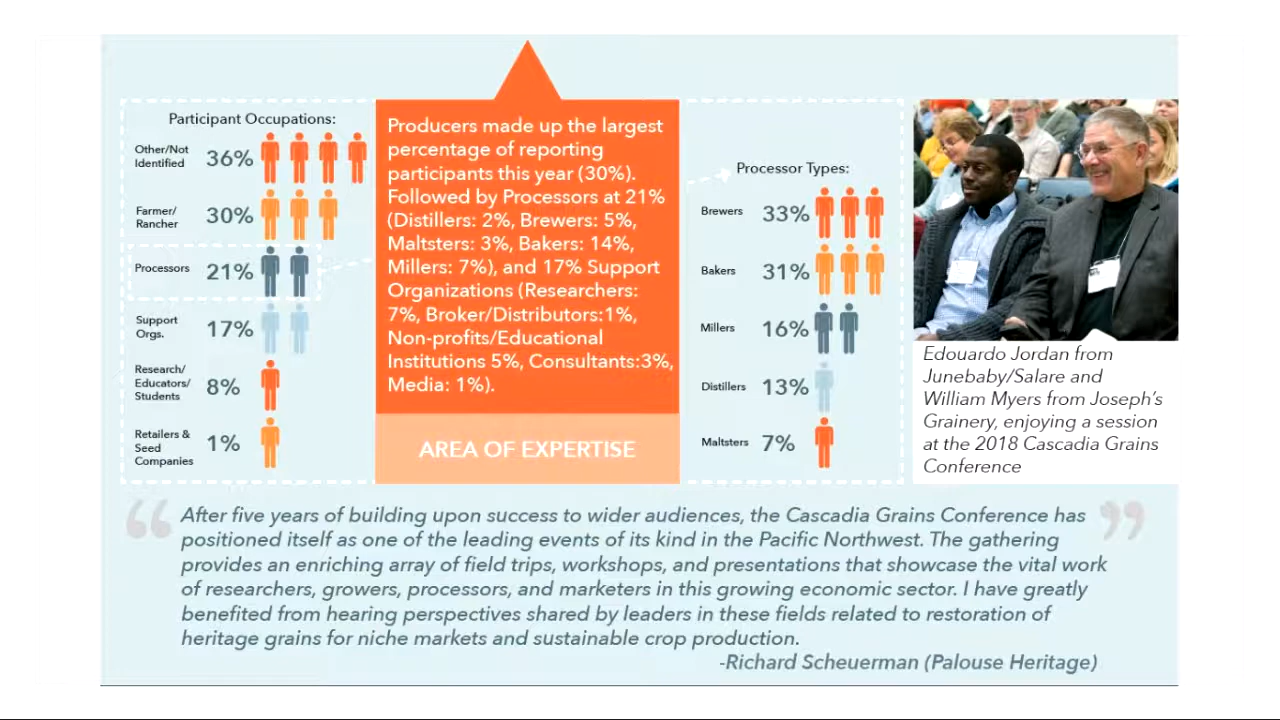 Participant Occupations:
Other/Not
Identified
36%
Farmer/
Rancher
30%
Processors
21%
Support
Orgs.
17%
Research/
Educators/
Students
8%
Retailers &
Seed
Companies
1%
Producers made up the largest
percentage of reporting
participants this year (30%).
Followed by Processors at 21%
(Distillers: 2%, Brewers: 5%,
Maltsters: 3%, Bakers: 14%,
Millers: 7%), and 17% Support
Organizations (Researchers:
7%, Broker/Distributors:1%,
Non-profits/Educational
Institutions 5%, Consultants:3%,
Media: 1%).
AREA OF EXPERTISE
Processor Types:
Brewers 33%
Bakers 31%
Millers 16%
Distillers 13%
Maltsters 7%
Edouardo Jordan from
Junebaby/Salare and
William Myers from Joseph's
Grainery, enjoying a session
at the 2018 Cascadia Grains
Conference
“ After five years of building upon success to wider audiences, the Cascadia Grains Conference has ”
positioned itself as one of the leading events of its kind in the Pacific Northwest. The gathering
provides an enriching array of field trips, workshops, and presentations that showcase the vital work
of researchers, growers, processors, and marketers in this growing economic sector. I have greatly
benefited from hearing perspectives shared by leaders in these fields related to restoration of
heritage grains for niche markets and sustainable crop production.
-Richard Scheuerman (Palouse Heritage)